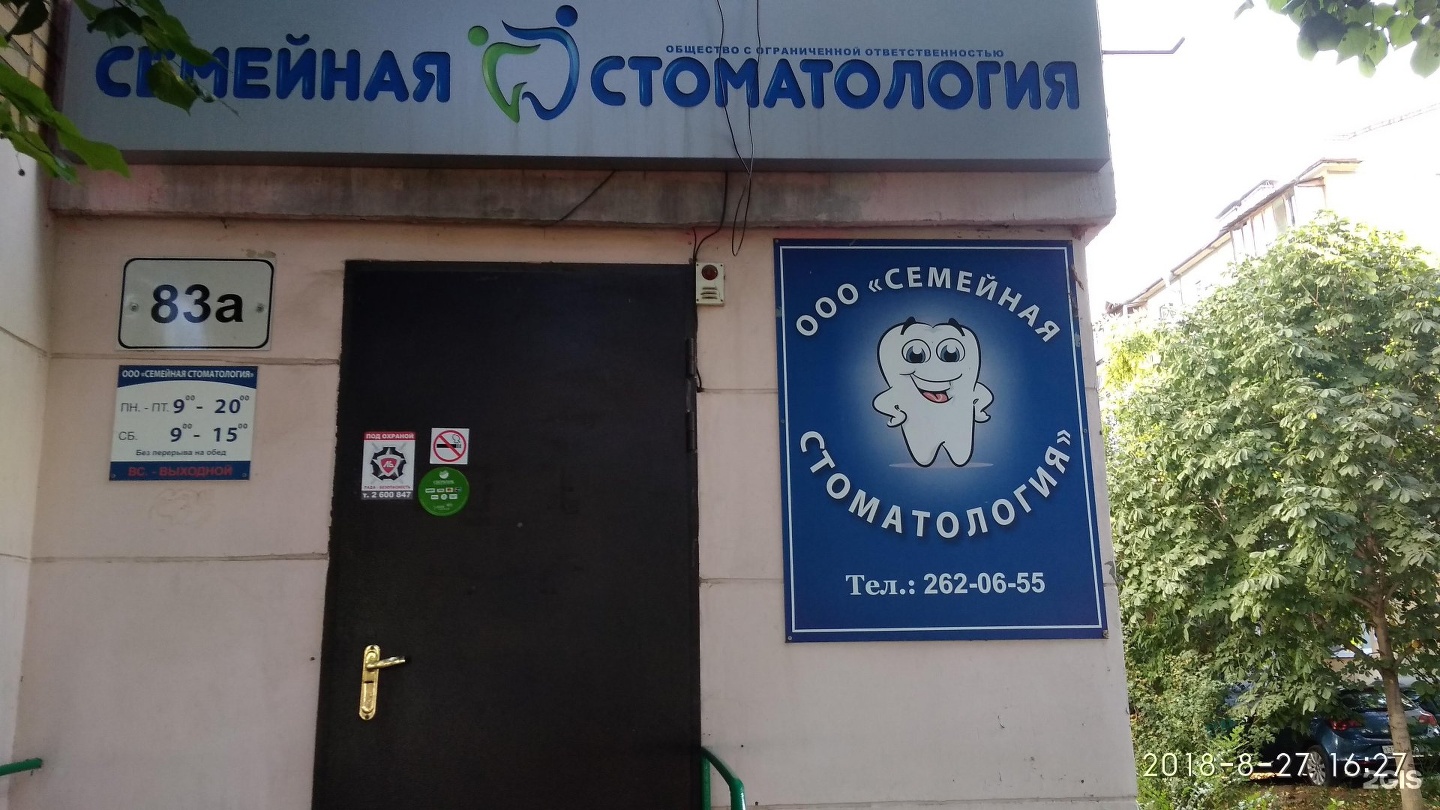 СЕМЕЙНАЯ СТОМАТОЛОГИЯ
ОБЩЕСТВО С ОГРАНИЧЕННОЙ ОТВЕТСТВЕННОСТЬЮ
83а
ООО «СЕМЕЙНАЯ СТОМАТОЛОГИЯ»
ПН. - ПТ. 9⁰⁰ - 20⁰⁰
СБ. 9⁰⁰ - 15⁰⁰
Без перерыва на обед
ВС. - ВЫХОДНОЙ
ПОД ОХРАНОЙ
т. 2 600 847
ООО «СЕМЕЙНАЯ
СТОМАТОЛОГИЯ»
Тел.: 262-06-55
2018-8-27 16:27
2GIS